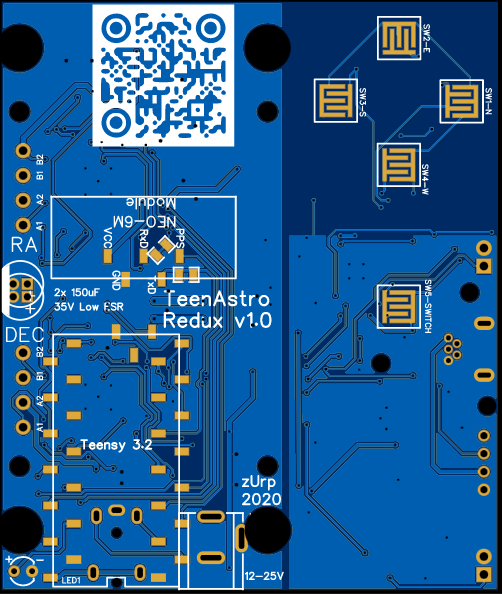 SW2-E
SW3-S
SW1-N
SW4-W
B2
B1
A2
A1
RA
NEO-6M
Module
VCC
RxD
PPS
GND
TxD
2x 150uF
35V Low ESR
+
TeenAstro
Redux v1.0
SW5-SWITCH
DEC
B2
B1
A2
A1
Teensy 3.2
zUrp
2020
+ -
LED1
12-25V